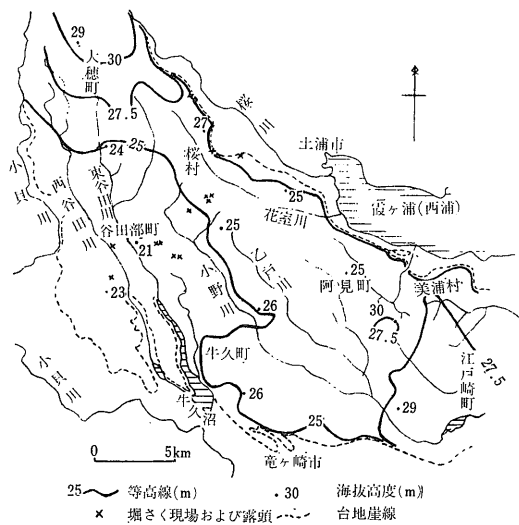 29
大穂町
30
27.5
桜川
27
土浦市
霞ヶ浦(西浦)
小貝川
西谷田川
東谷田川
24
25
桜村
25
花室川
谷田部町
21
25
乙戸川
小野川
25
阿見町
美浦村
23
26
30
27.5
牛久町
江戸崎町
27.5
小貝川
牛久沼
26
25
29
竜ヶ崎市
0 5km
25 等高線(m) ・30 海抜高度(m)
× 堀さく現場および露頭 台地崖線